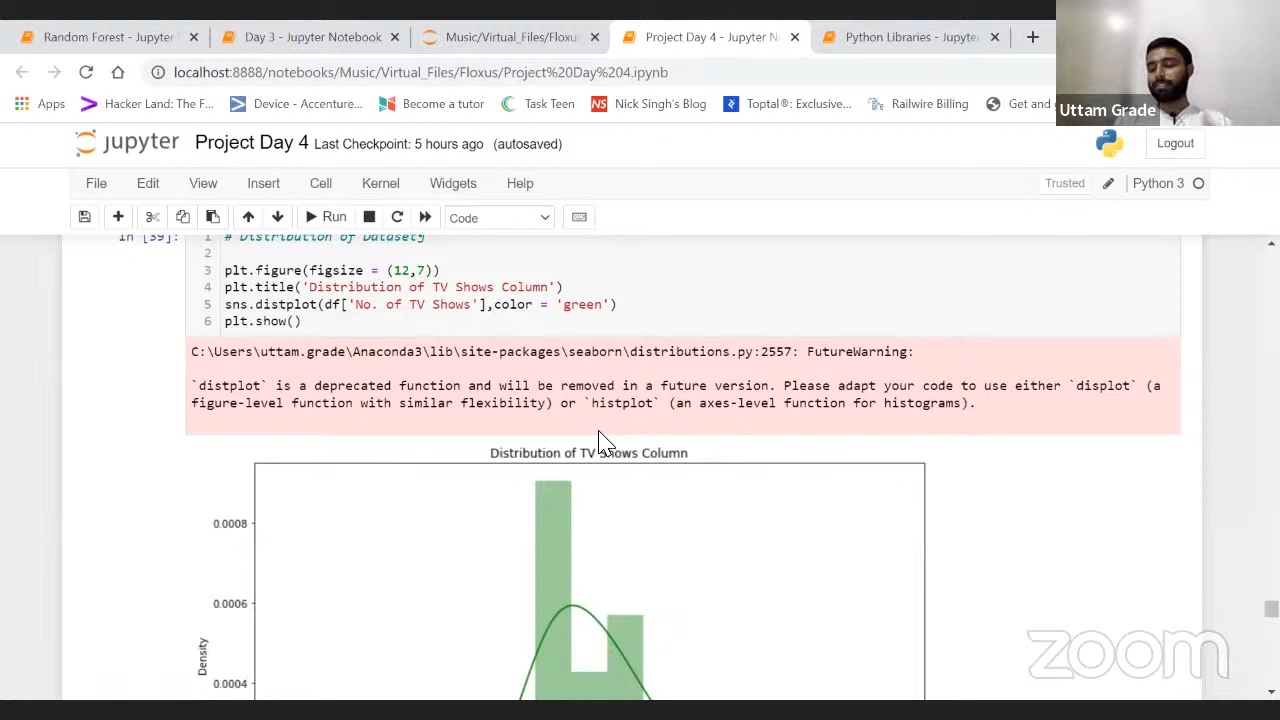 Random Forest - Jupyter
Day 3 - Jupyter Notebook
Music/Virtual_Files/Floxus
Project Day 4 - Jupyter N
Python Libraries - Jupyter
localhost:8888/notebooks/Music/Virtual_Files/Floxus/Project%20Day%204.ipynb
Apps
Hacker Land: The F...
Device - Accenture...
Become a Tutor
Task Teen
NS
Nick Singh's Blog
Toptal®: Exclusive...
Railwire Billing
Get and
Uttam Grade
jupyter
Project Day 4 Last Checkpoint: 5 hours ago (autosaved)
Logout
File Edit View Insert Cell Kernel Widgets Help
Trusted
Python 3
Run
Code
In [39]:
1 # Distribution of Datasety
2
3 plt.figure(figsize = (12,7))
4 plt.title('Distribution of TV Shows Column')
5 sns.distplot(df['No. of TV Shows'],color = 'green')
6 plt.show()
C:\Users\uttam.grade\Anaconda3\lib\site-packages\seaborn\distributions.py:2557: FutureWarning:
`distplot` is a deprecated function and will be removed in a future version. Please adapt your code to use either `displot` (a
figure-level function with similar flexibility) or `histplot` (an axes-level function for histograms).
Distribution of TV Shows Column
0.0008
0.0006
0.0004
Density
zoom